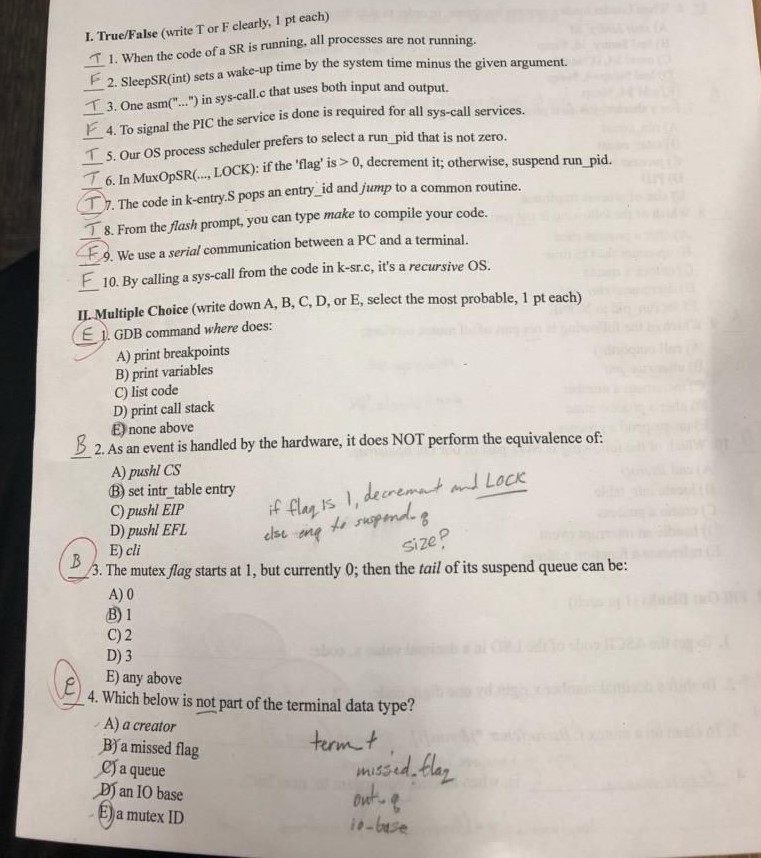 I. True/False (write T or F clearly, 1 pt each)
T 1. When the code of a SR is running, all processes are not running.
F 2. SleepSR(int) sets a wake-up time by the system time minus the given argument.
T 3. One asm("...") in sys-call.c that uses both input and output.
F 4. To signal the PIC the service is done is required for all sys-call services.
T 5. Our OS process scheduler prefers to select a run_pid that is not zero.
T 6. In MuxOpSR(..., LOCK): if the 'flag' is > 0, decrement it; otherwise, suspend run_pid.
T 7. The code in k-entry.S pops an entry_id and jump to a common routine.
T 8. From the flash prompt, you can type make to compile your code.
F 9. We use a serial communication between a PC and a terminal.
F 10. By calling a sys-call from the code in k-sr.c, it's a recursive OS.
II. Multiple Choice (write down A, B, C, D, or E, select the most probable, 1 pt each)
E 1. GDB command where does:
A) print breakpoints
B) print variables
C) list code
D) print call stack
E) none above
B 2. As an event is handled by the hardware, it does NOT perform the equivalence of:
A) pushl CS
B) set intr_table entry
C) pushl EIP
D) pushl EFL
E) cli
if flag is 1, decrement and LOCK
else enq to suspend_q
size?
B 3. The mutex flag starts at 1, but currently 0; then the tail of its suspend queue can be:
A) 0
B) 1
C) 2
D) 3
E) any above
E 4. Which below is not part of the terminal data type?
A) a creator
B) a missed flag
C) a queue
D) an IO base
E) a mutex ID
term_t
missed_flag
out_q
io-base